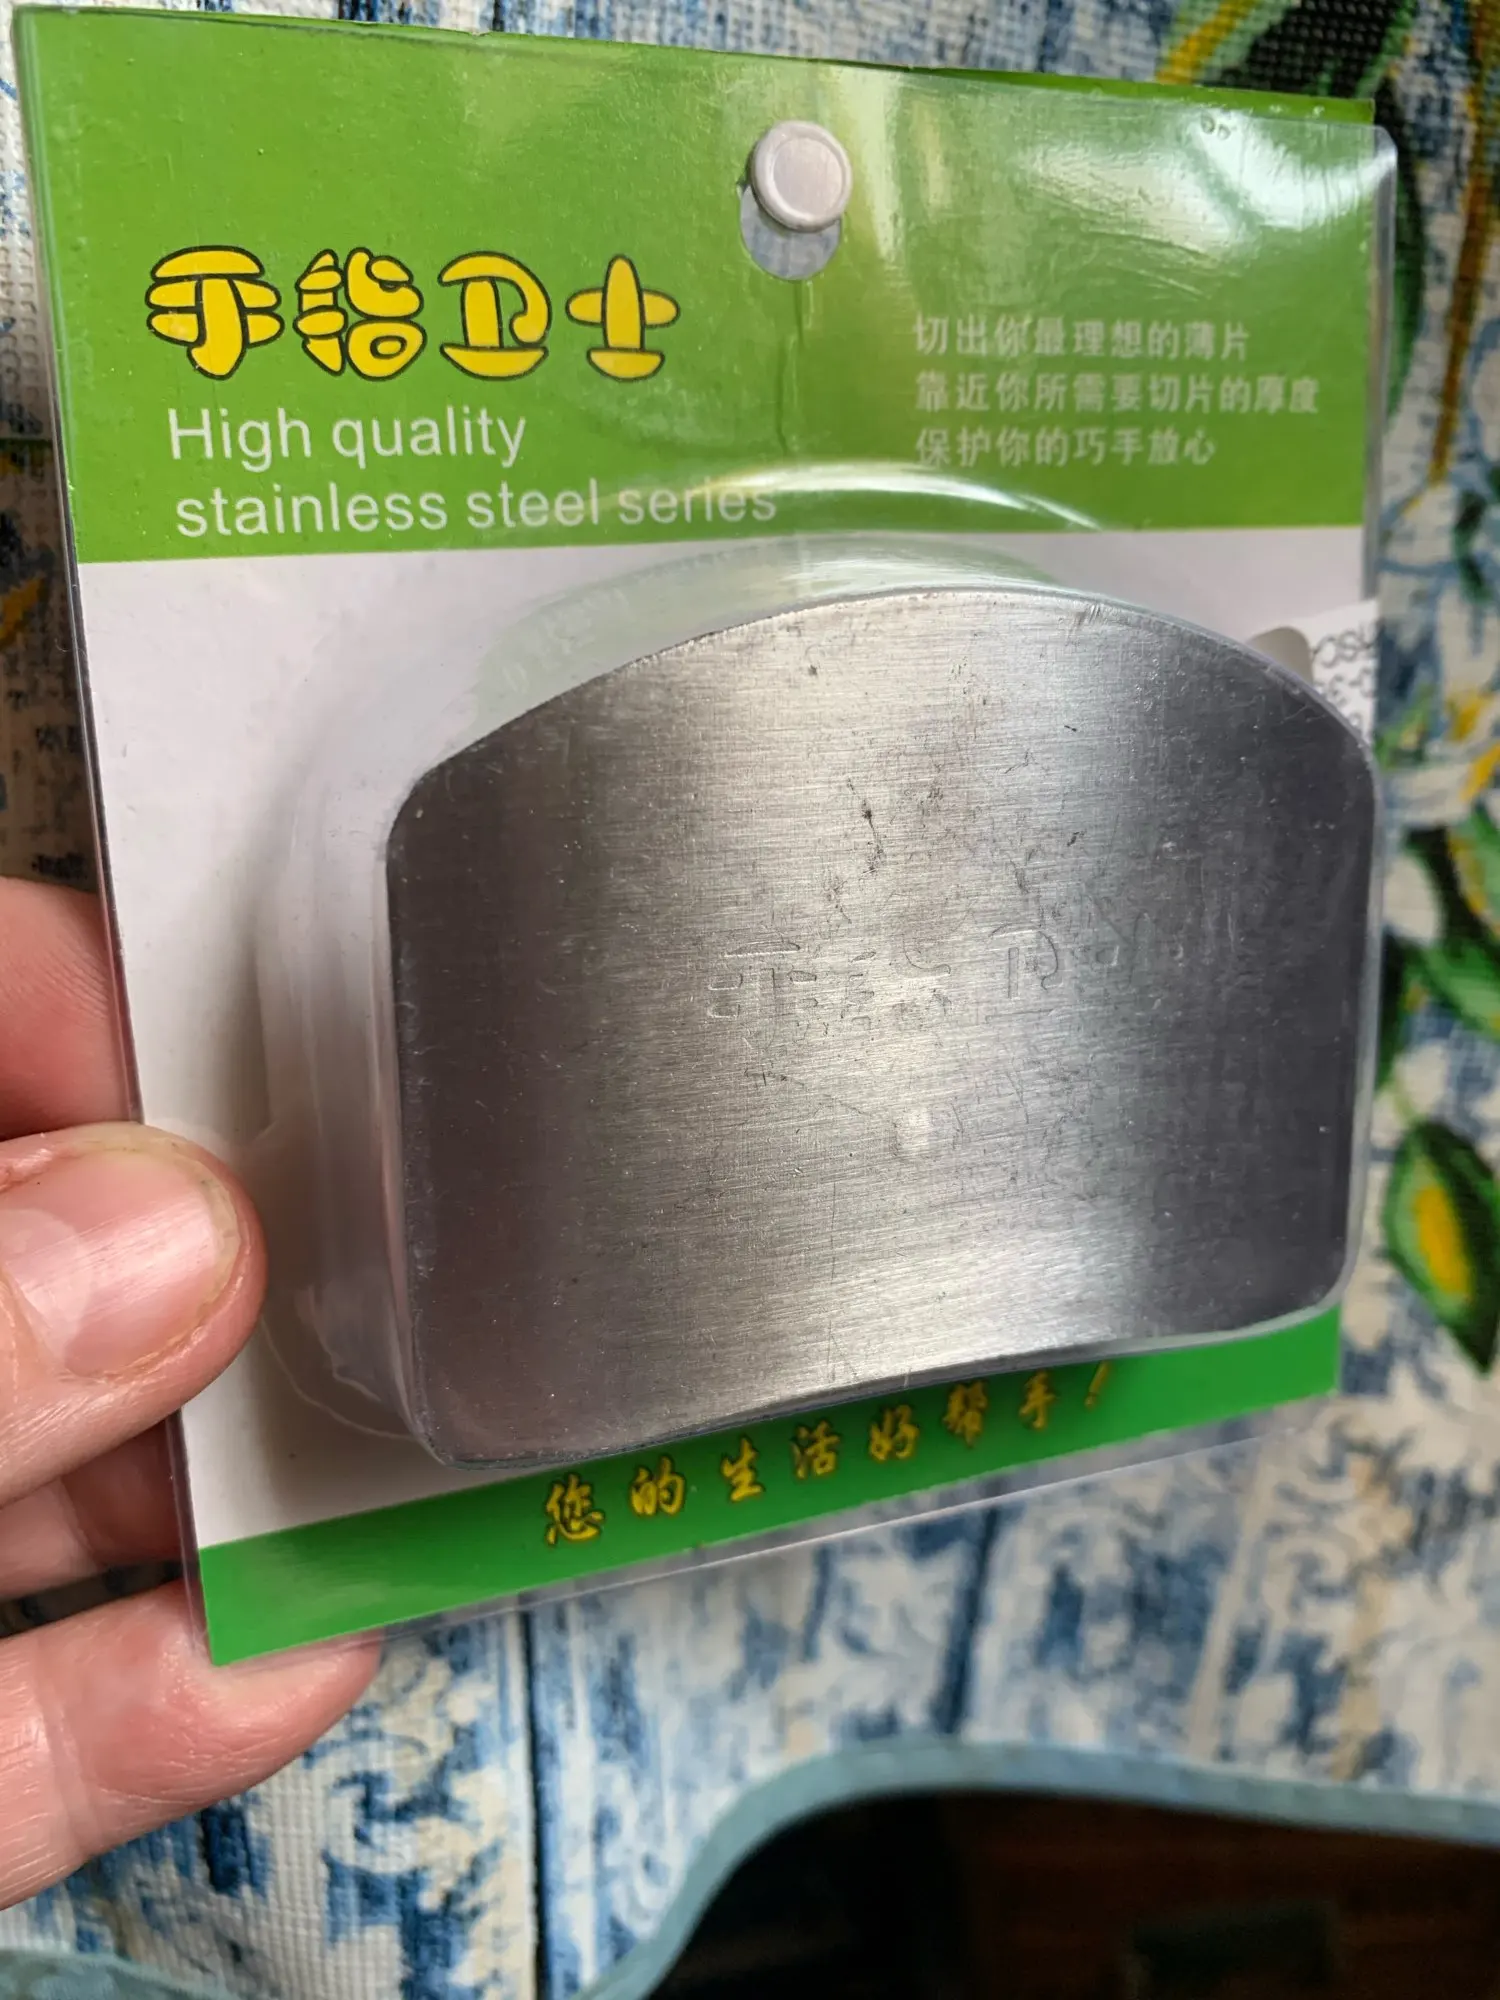 手指卫士
High quality
stainless steel series
切出你最理想的薄片
靠近你所需要切片的厚度
保护你的巧手放心
您的生活好帮手！